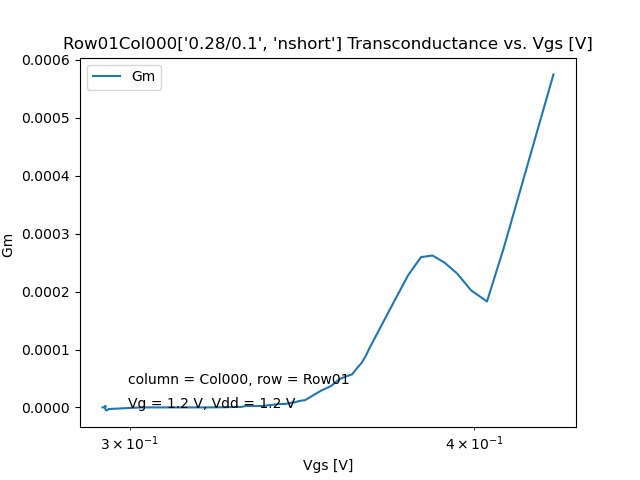 Row01Col000['0.28/0.1', 'nshort'] Transconductance vs. Vgs [V]
Gm
0.0006
0.0005
0.0004
0.0003
0.0002
0.0001
0.0000
Gm
column = Col000, row = Row01
Vg = 1.2 V, Vdd = 1.2 V
3 × 10⁻¹
4 × 10⁻¹
Vgs [V]